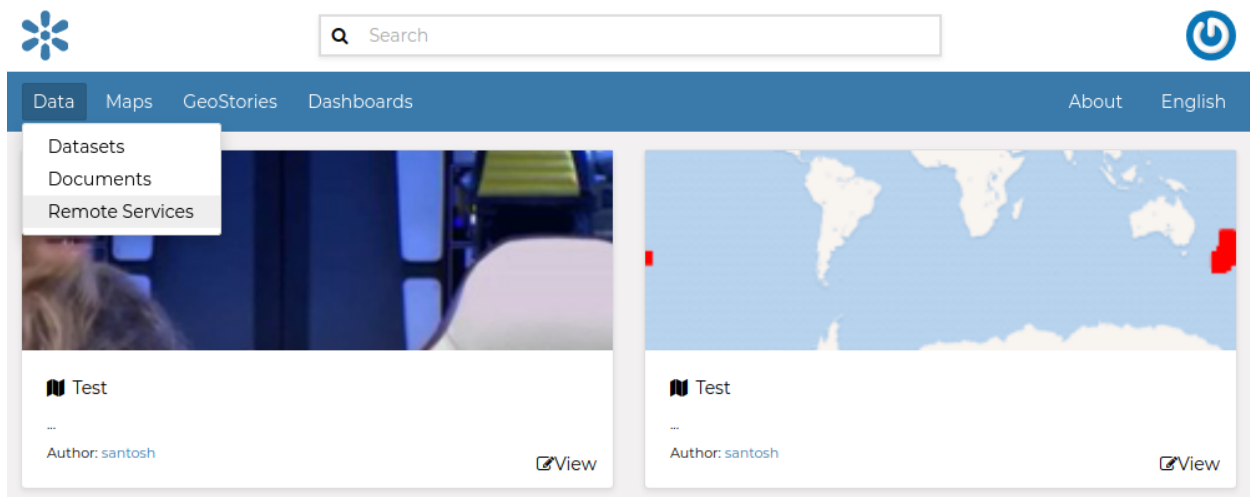 Search
Data Maps GeoStories Dashboards About English
Datasets
Documents
Remote Services
Test
...
Author: santosh
View
Test
...
Author: santosh
View